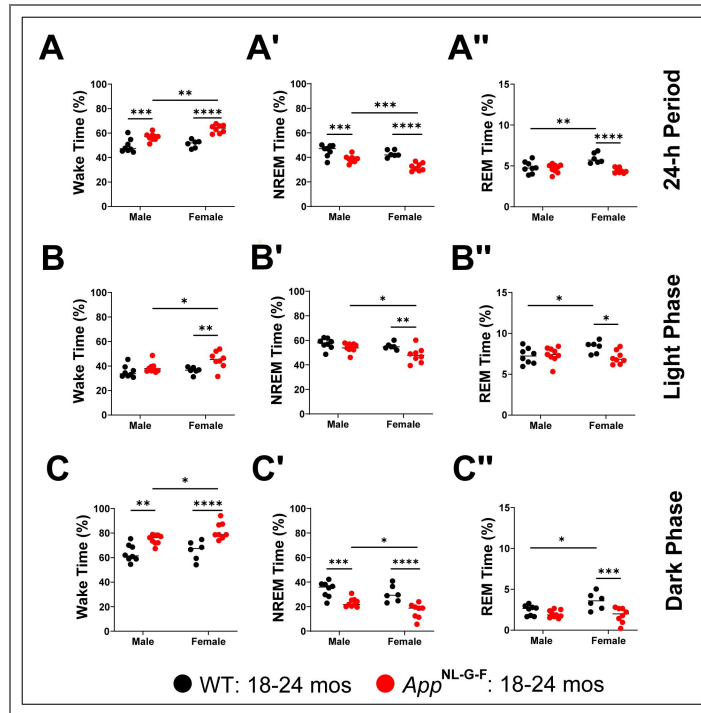 A
Wake Time (%)
100
80
60
40
20
0
***
**
****
Male
Female
A'
NREM Time (%)
100
80
60
40
20
0
***
***
****
Male
Female
A"
REM Time (%)
15
10
5
0
**
****
Male
Female
24-h Period
B
Wake Time (%)
100
80
60
40
20
0
*
**
Male
Female
B'
NREM Time (%)
100
80
60
40
20
0
*
**
Male
Female
B"
REM Time (%)
15
10
5
0
*
*
Male
Female
Light Phase
C
Wake Time (%)
100
80
60
40
20
0
**
*
****
Male
Female
C'
NREM Time (%)
100
80
60
40
20
0
***
*
****
Male
Female
C"
REM Time (%)
15
10
5
0
*
***
Male
Female
Dark Phase
WT: 18-24 mos App^NL-G-F: 18-24 mos